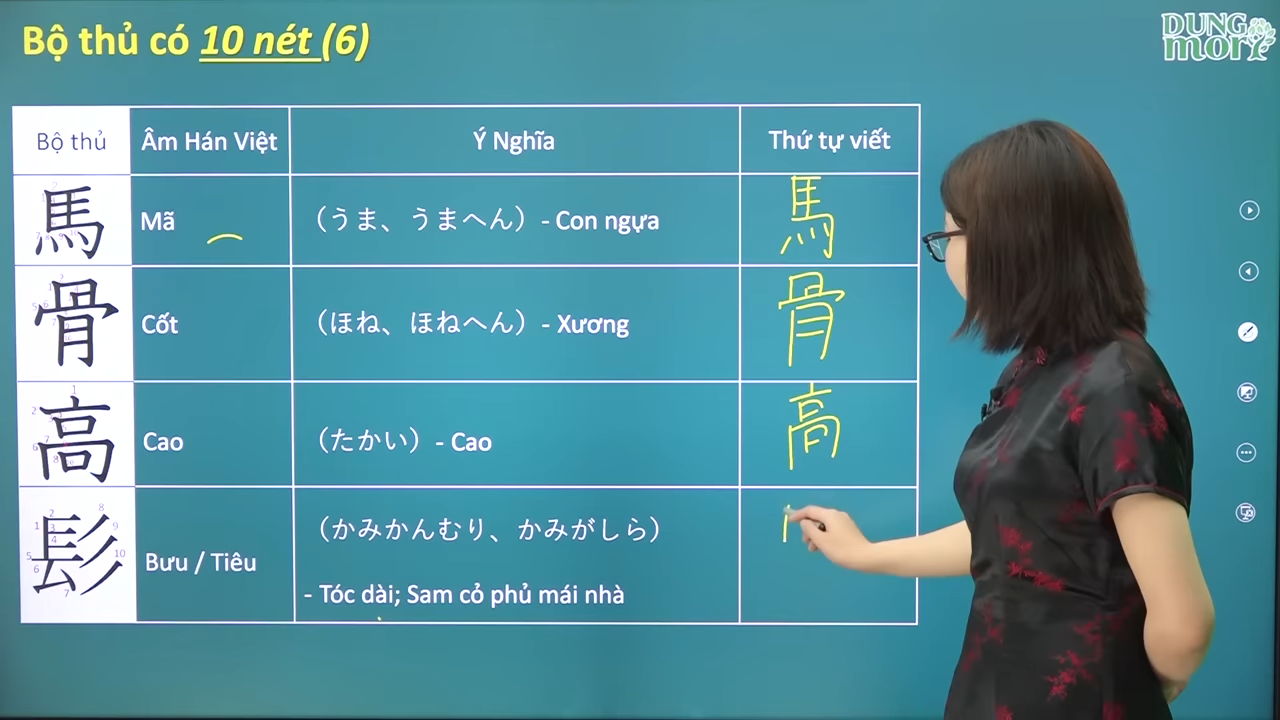 Bộ thủ có 10 nét (6)
DUNG
mori
Bộ thủ Âm Hán Việt Ý Nghĩa Thứ tự viết
馬 Mã (うま、うまへん) - Con ngựa 馬
骨 Cốt (ほね、ほねへん) - Xương 骨
高 Cao (たかい) - Cao 高
髟 Bưu / Tiêu (かみかんむり、かみがしら)
- Tóc dài; Sam cỏ phủ mái nhà